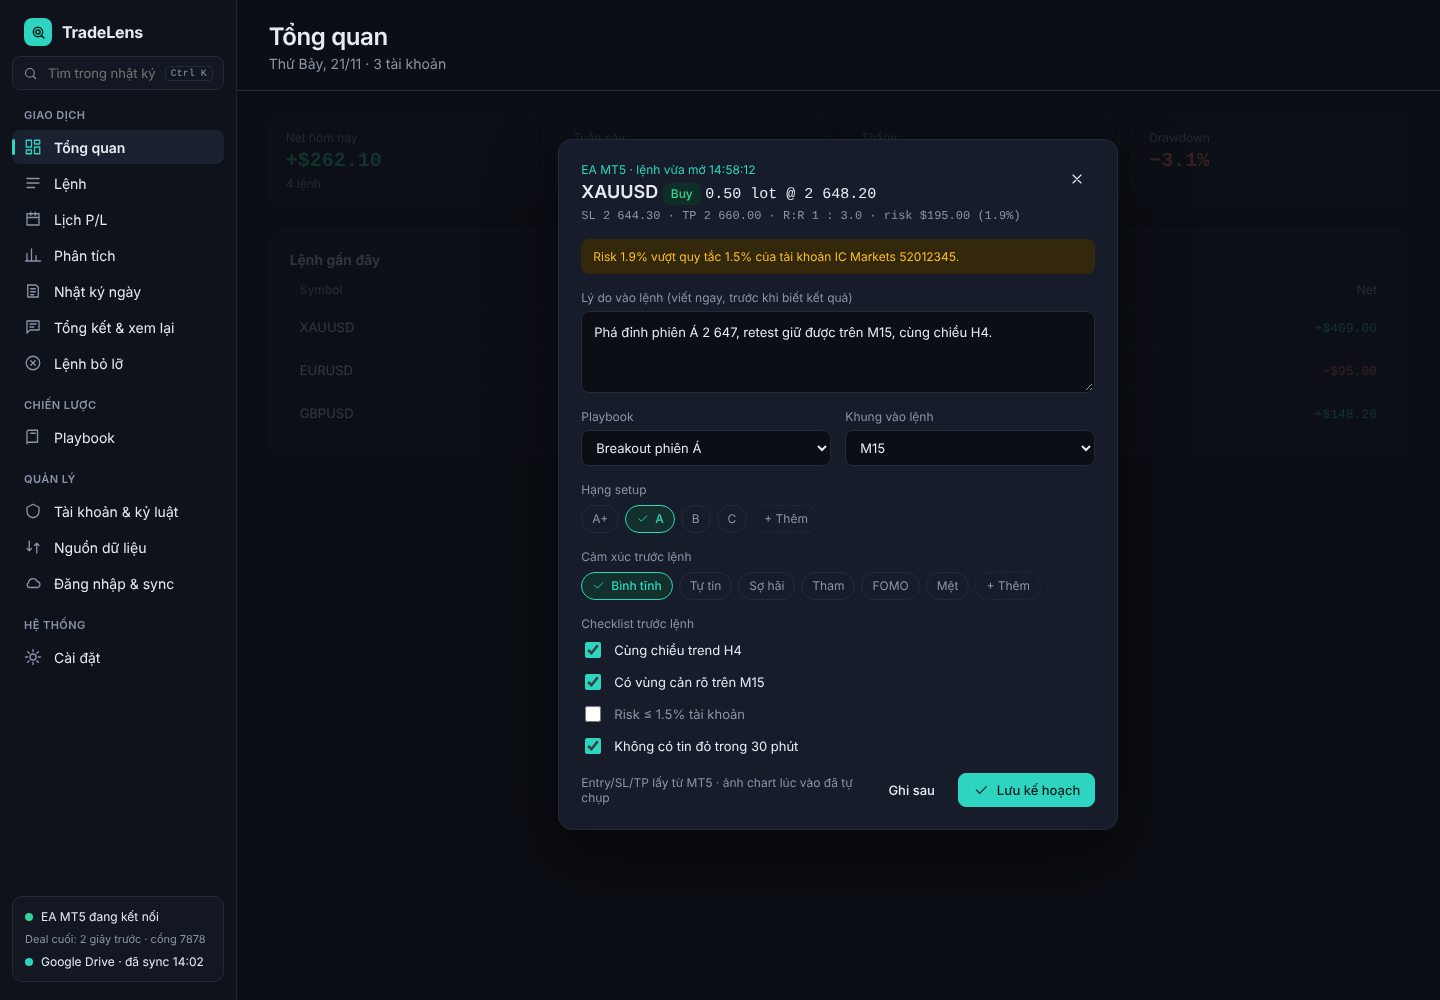 TradeLens
Tìm trong nhật ký
Ctrl K
GIAO DỊCH
Tổng quan
Lệnh
Lịch P/L
Phân tích
Nhật ký ngày
Tổng kết & xem lại
Lệnh bỏ lỡ
CHIẾN LƯỢC
Playbook
QUẢN LÝ
Tài khoản & kỷ luật
Nguồn dữ liệu
Đăng nhập & sync
HỆ THỐNG
Cài đặt
EA MT5 đang kết nối
Deal cuối: 2 giây trước · cổng 7878
Google Drive · đã sync 14:02
Tổng quan
Thứ Bảy, 21/11 · 3 tài khoản
Net hôm nay
+$262.10
4 lệnh
Tuần này
Thắng
Drawdown
−3.1%
Lệnh gần đây
Symbol
Net
XAUUSD
+$409.00
EURUSD
−$95.00
GBPUSD
+$148.20
EA MT5 · lệnh vừa mở 14:58:12
XAUUSD Buy 0.50 lot @ 2 648.20
SL 2 644.30 · TP 2 660.00 · R:R 1 : 3.0 · risk $195.00 (1.9%)
Risk 1.9% vượt quy tắc 1.5% của tài khoản IC Markets 52012345.
Lý do vào lệnh (viết ngay, trước khi biết kết quả)
Phá đỉnh phiên Á 2 647, retest giữ được trên M15, cùng chiều H4.
Playbook
Khung vào lệnh
Breakout phiên Á
M15
Hạng setup
A+
A
B
C
+ Thêm
Cảm xúc trước lệnh
Bình tĩnh
Tự tin
Sợ hãi
Tham
FOMO
Mệt
+ Thêm
Checklist trước lệnh
Cùng chiều trend H4
Có vùng cản rõ trên M15
Risk ≤ 1.5% tài khoản
Không có tin đỏ trong 30 phút
Entry/SL/TP lấy từ MT5 · ảnh chart lúc vào đã tự
chụp
Ghi sau
Lưu kế hoạch